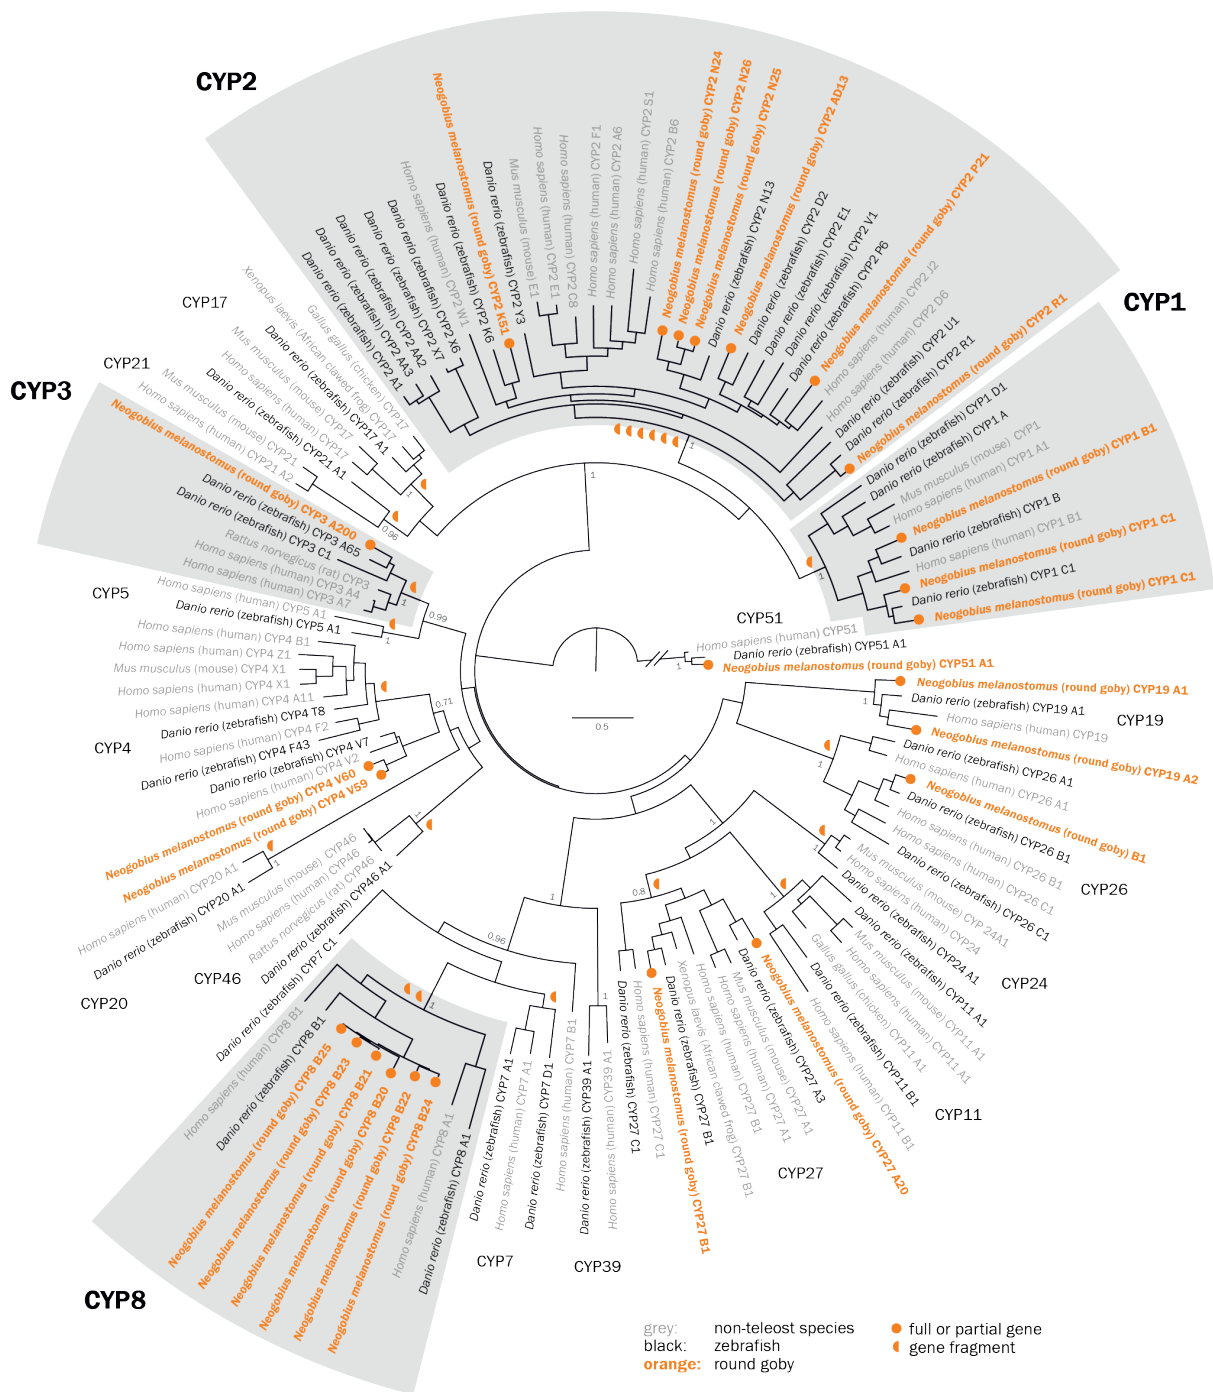 CYP2
Danio rerio (zebrafish) CYP2 A1
Danio rerio (zebrafish) CYP2 AA3
Danio rerio (zebrafish) CYP2 AA2
Danio rerio (zebrafish) CYP2 X7
Danio rerio (zebrafish) CYP2 X6
Homo sapiens (human) CYP2 W1
Danio rerio (zebrafish) CYP2 K6
Neogobius melanostomus (round goby) CYP2 K51
Danio rerio (zebrafish) CYP2 Y3
Mus musculus (mouse) E1
Homo sapiens (human) CYP2 E1
Homo sapiens (human) CYP2 C8
Homo sapiens (human) CYP2 F1
Homo sapiens (human) CYP2 A6
Homo sapiens (human) CYP2 S1
Homo sapiens (human) CYP2 B6
Neogobius melanostomus (round goby) CYP2 N24
Neogobius melanostomus (round goby) CYP2 N26
Neogobius melanostomus (round goby) CYP2 N25
Danio rerio (zebrafish) CYP2 N13
Neogobius melanostomus (round goby) CYP2 AD13
Danio rerio (zebrafish) CYP2 D2
Danio rerio (zebrafish) CYP2 E1
Danio rerio (zebrafish) CYP2 V1
Danio rerio (zebrafish) CYP2 P6
Neogobius melanostomus (round goby) CYP2 P21
Homo sapiens (human) CYP2 J2
Homo sapiens (human) CYP2 D6
Danio rerio (zebrafish) CYP2 U1
Danio rerio (zebrafish) CYP2 R1
Neogobius melanostomus (round goby) CYP2 R1
CYP1
Danio rerio (zebrafish) CYP1 D1
Danio rerio (zebrafish) CYP1 A
Mus musculus (mouse) CYP1
Homo sapiens (human) CYP1 A1
Neogobius melanostomus (round goby) CYP1 B1
Danio rerio (zebrafish) CYP1 B
Homo sapiens (human) CYP1 B1
Neogobius melanostomus (round goby) CYP1 C1
Danio rerio (zebrafish) CYP1 C1
Neogobius melanostomus (round goby) CYP1 C1
CYP51
Homo sapiens (human) CYP51
Danio rerio (zebrafish) CYP51 A1
Neogobius melanostomus (round goby) CYP51 A1
CYP19
Neogobius melanostomus (round goby) CYP19 A1
Danio rerio (zebrafish) CYP19 A1
Homo sapiens (human) CYP19
Neogobius melanostomus (round goby) CYP19 A2
CYP26
Danio rerio (zebrafish) CYP26 A1
Homo sapiens (human) CYP26 A1
Neogobius melanostomus (round goby) B1
Danio rerio (zebrafish) CYP26 B1
Homo sapiens (human) CYP26 B1
Homo sapiens (human) CYP26 C1
Danio rerio (zebrafish) CYP26 C1
CYP24
Mus musculus (mouse) CYP 24A1
Homo sapiens (human) CYP24
Danio rerio (zebrafish) CYP24 A1
CYP11
Danio rerio (zebrafish) CYP11 A1
Mus musculus (mouse) CYP11 A1
Homo sapiens (human) CYP11 A1
Gallus gallus (chicken) CYP11 A1
Danio rerio (zebrafish) CYP11 B1
Homo sapiens (human) CYP11 B1
CYP27
Neogobius melanostomus (round goby) CYP27 A20
Danio rerio (zebrafish) CYP27 A3
Mus musculus (mouse) CYP27 A1
Homo sapiens (human) CYP27 A1
Homo sapiens (human) CYP27 B1
Xenopus laevis (African clawed frog) CYP27 B1
Danio rerio (zebrafish) CYP27 B1
Neogobius melanostomus (round goby) CYP27 B1
Homo sapiens (human) CYP27 C1
Danio rerio (zebrafish) CYP27 C1
CYP39
Homo sapiens (human) CYP39 A1
Danio rerio (zebrafish) CYP39 A1
CYP7
Homo sapiens (human) CYP7 B1
Danio rerio (zebrafish) CYP7 D1
Homo sapiens (human) CYP7 A1
Danio rerio (zebrafish) CYP7 A1
CYP8
Danio rerio (zebrafish) CYP8 A1
Homo sapiens (human) CYP8 A1
Neogobius melanostomus (round goby) CYP8 B24
Neogobius melanostomus (round goby) CYP8 B22
Neogobius melanostomus (round goby) CYP8 B20
Neogobius melanostomus (round goby) CYP8 B21
Neogobius melanostomus (round goby) CYP8 B23
Neogobius melanostomus (round goby) CYP8 B25
Danio rerio (zebrafish) CYP8 B1
Homo sapiens (human) CYP8 B1
Danio rerio (zebrafish) CYP7 C1
CYP46
Danio rerio (zebrafish) CYP46 A1
Rattus norvegicus (rat) CYP46
Homo sapiens (human) CYP46
Mus musculus (mouse) CYP46
CYP20
Danio rerio (zebrafish) CYP20 A1
Homo sapiens (human) CYP20 A1
CYP4
Neogobius melanostomus (round goby) CYP4 V59
Neogobius melanostomus (round goby) CYP4 V60
Homo sapiens (human) CYP4 V2
Danio rerio (zebrafish) CYP4 V7
Danio rerio (zebrafish) CYP4 F43
Homo sapiens (human) CYP4 F2
Danio rerio (zebrafish) CYP4 T8
Homo sapiens (human) CYP4 A11
Homo sapiens (human) CYP4 X1
Mus musculus (mouse) CYP4 X1
Homo sapiens (human) CYP4 Z1
Homo sapiens (human) CYP4 B1
CYP5
Danio rerio (zebrafish) CYP5 A1
Homo sapiens (human) CYP5 A1
CYP3
Homo sapiens (human) CYP3 A7
Homo sapiens (human) CYP3 A4
Rattus norvegicus (rat) CYP3
Danio rerio (zebrafish) CYP3 C1
Danio rerio (zebrafish) CYP3 A65
Neogobius melanostomus (round goby) CYP3 A200
CYP21
Homo sapiens (human) CYP21 A2
Mus musculus (mouse) CYP21
Danio rerio (zebrafish) CYP21 A1
CYP17
Homo sapiens (human) CYP17
Mus musculus (mouse) CYP17
Danio rerio (zebrafish) CYP17 A1
Xenopus laevis (African clawed frog) CYP17
Gallus gallus (chicken) CYP17
1
1
1
1
0.96
1
0.99
1
0.71
1
1
0.96
1
1
1
0.8
1
1
1
1
1
0.5
grey: non-teleost species
black: zebrafish
orange: round goby
full or partial gene
gene fragment